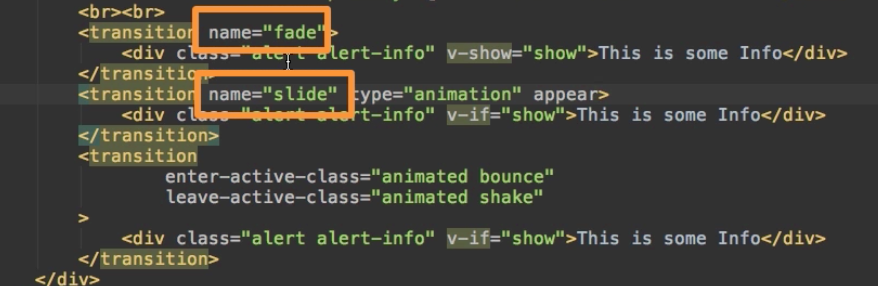 <br><br>
<transition name="fade">
<div class="alert alert-info" v-show="show">This is some Info</div>
</transition>
<transition name="slide" type="animation" appear>
<div class="alert alert-info" v-if="show">This is some Info</div>
</transition>
<transition
enter-active-class="animated bounce"
leave-active-class="animated shake"
>
<div class="alert alert-info" v-if="show">This is some Info</div>
</transition>
</div>